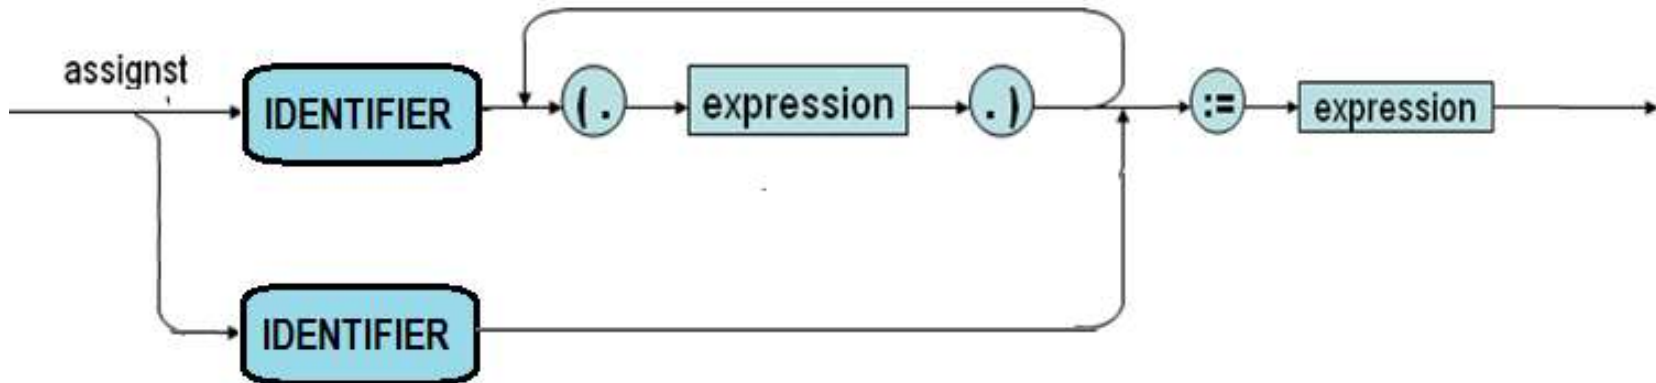 assignst
IDENTIFIER (. expression .) := expression
IDENTIFIER